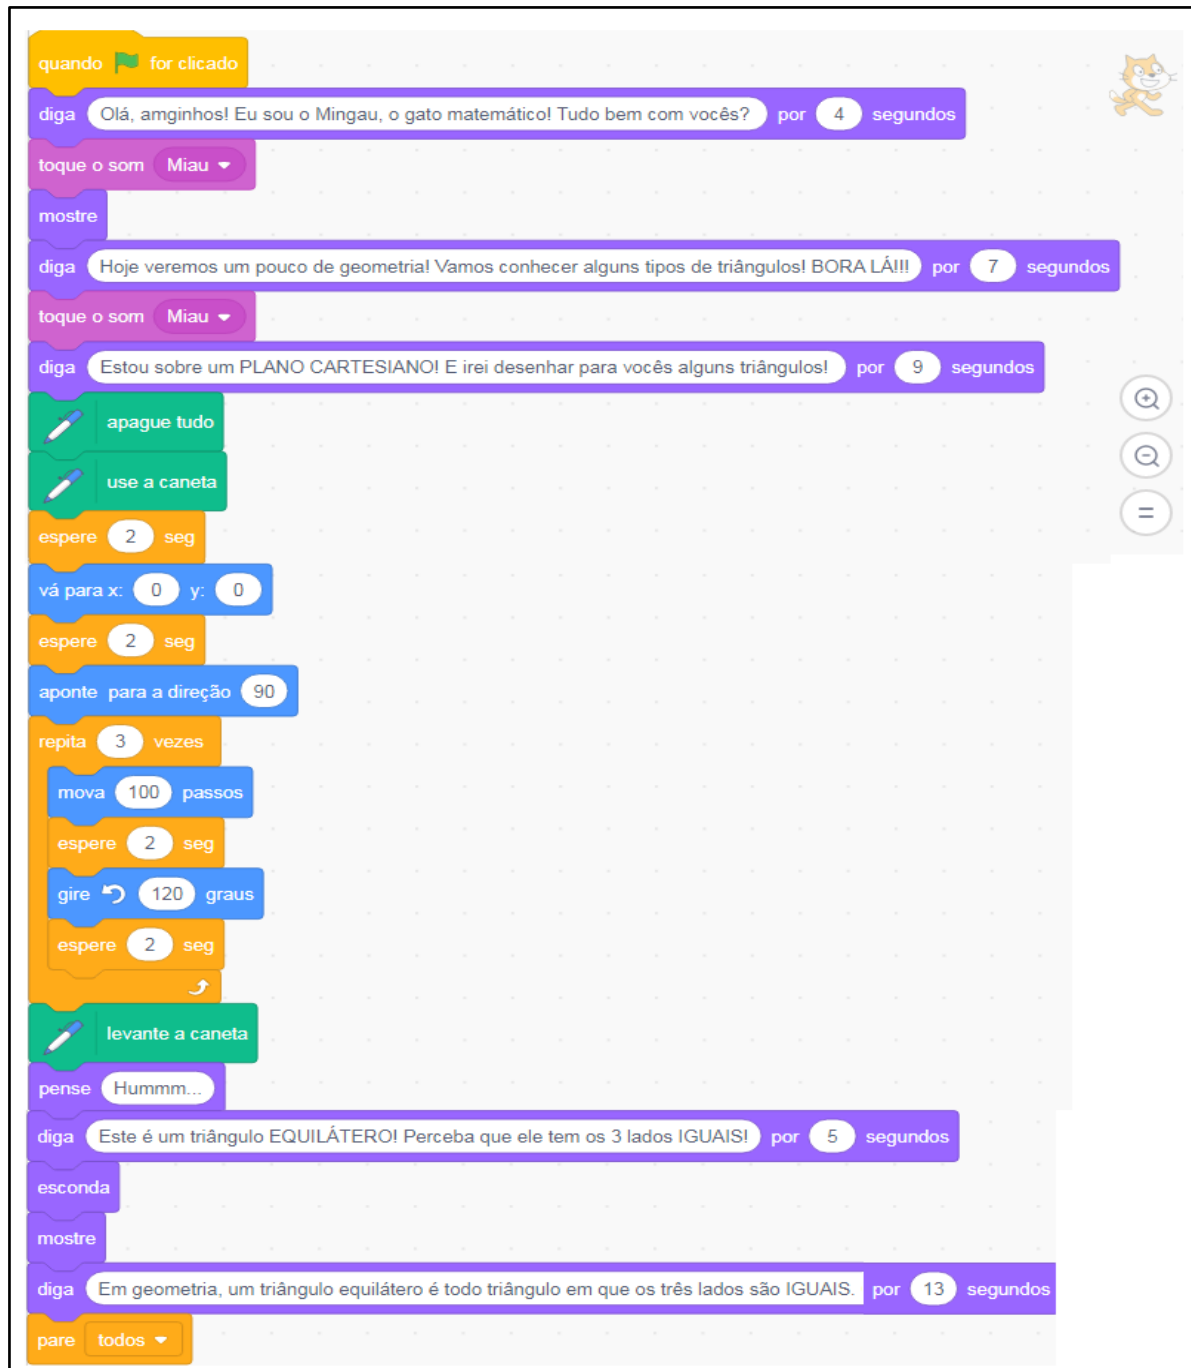 quando for clicado
diga Olá, amginhos! Eu sou o Mingau, o gato matemático! Tudo bem com vocês? por 4 segundos
toque o som Miau
mostre
diga Hoje veremos um pouco de geometria! Vamos conhecer alguns tipos de triângulos! BORA LÁ!!! por 7 segundos
toque o som Miau
diga Estou sobre um PLANO CARTESIANO! E irei desenhar para vocês alguns triângulos! por 9 segundos
apague tudo
use a caneta
espere 2 seg
vá para x: 0 y: 0
espere 2 seg
aponte para a direção 90
repita 3 vezes
mova 100 passos
espere 2 seg
gire 120 graus
espere 2 seg
levante a caneta
pense Hummm...
diga Este é um triângulo EQUILÁTERO! Perceba que ele tem os 3 lados IGUAIS! por 5 segundos
esconda
mostre
diga Em geometria, um triângulo equilátero é todo triângulo em que os três lados são IGUAIS. por 13 segundos
pare todos